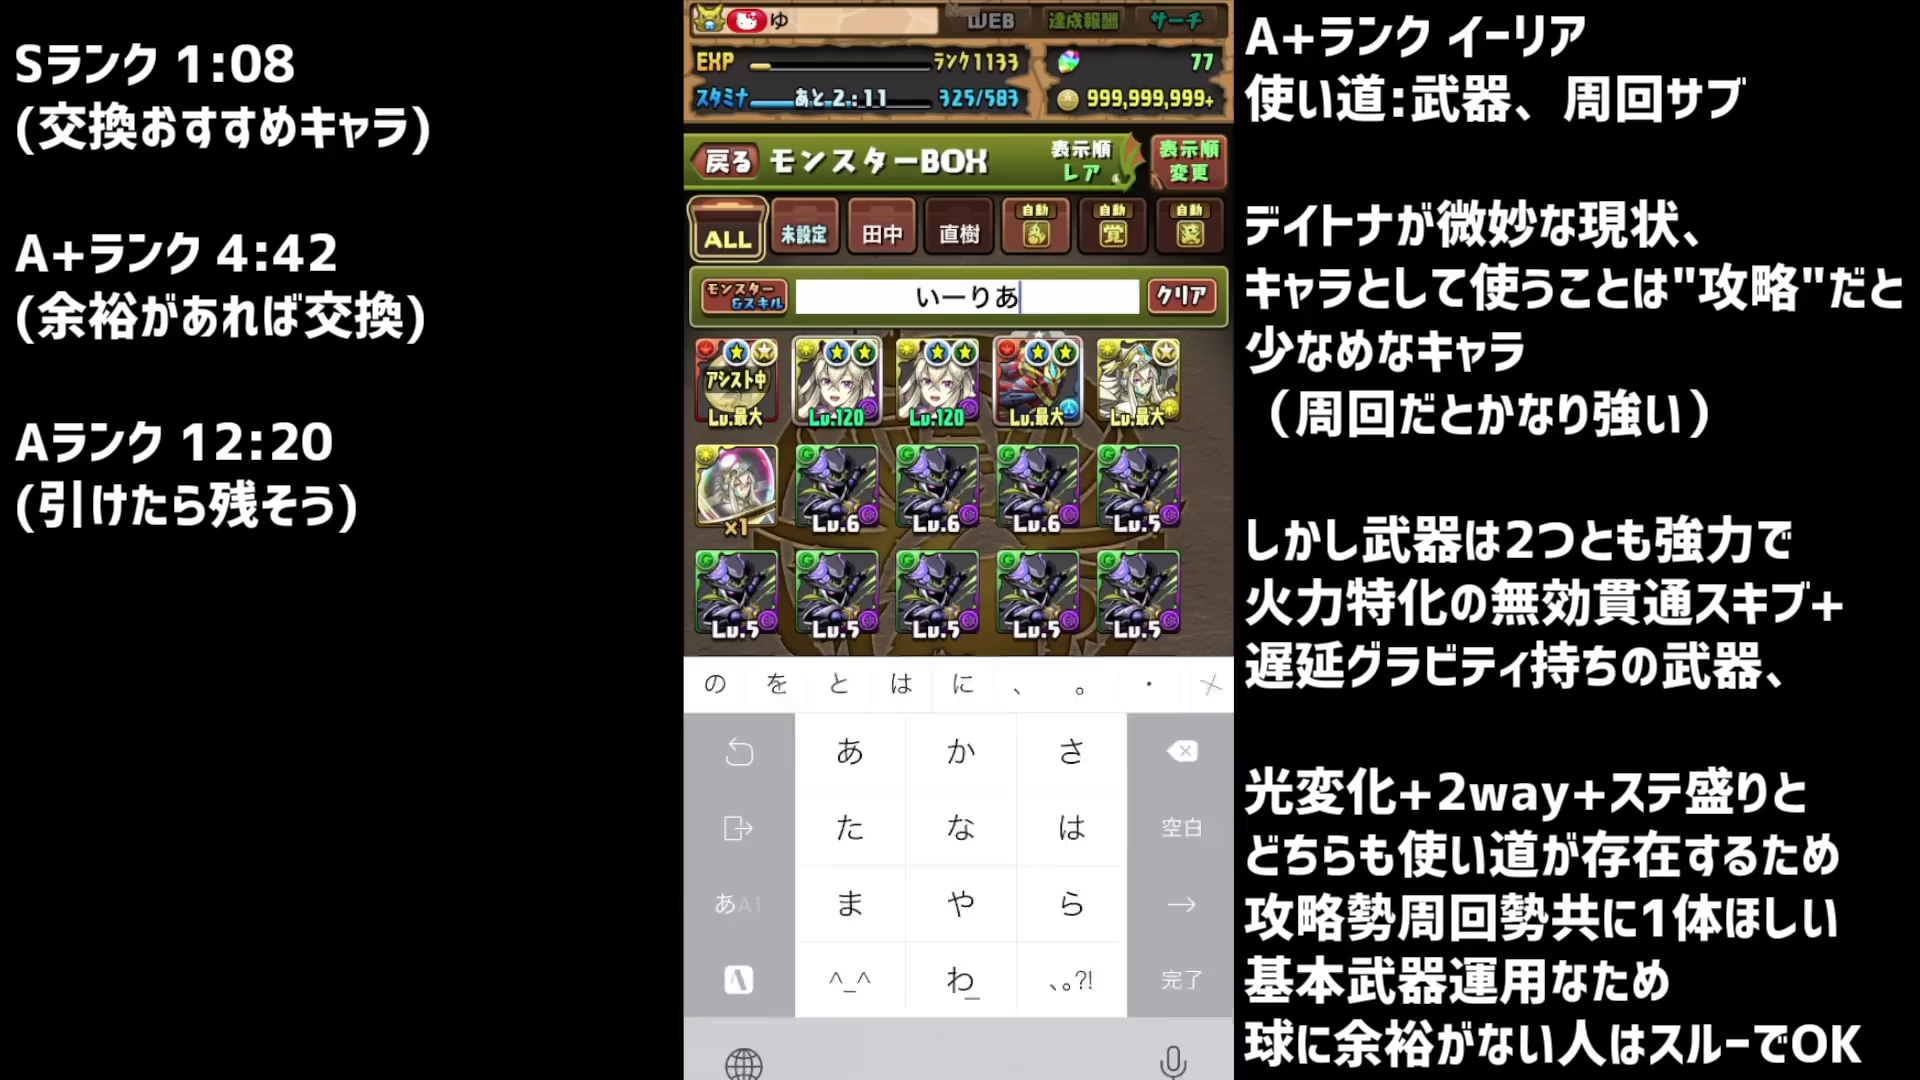 Sランク 1:08
(交換おすすめキャラ)
A+ランク 4:42
(余裕があれば交換)
Aランク 12:20
(引けたら残そう)
ゆ
WEB
達成報酬
サーチ
EXP
ランク1133
77
スタミナ
あと2:11
325/583
999,999,999+
戻る
モンスターBOX
表示順
レア
表示順
変更
ALL
未設定
田中
直樹
自動
自動
覚
自動
モンスター
&スキル
いーりあ
クリア
アシスト中
Lv.最大
Lv.120
Lv.120
Lv.最大
Lv.最大
×1
Lv.6
Lv.6
Lv.6
Lv.5
Lv.5
Lv.5
Lv.5
Lv.5
Lv.5
の を と は に 、 。 ・
あ か さ
た な は 空白
あA1 ま や ら →
^_^ わ_ 、。?! 完了
A+ランク イーリア
使い道:武器、周回サブ
デイトナが微妙な現状、
キャラとして使うことは"攻略"だと
少なめなキャラ
（周回だとかなり強い）
しかし武器は2つとも強力で
火力特化の無効貫通スキブ+
遅延グラビティ持ちの武器、
光変化+2way+ステ盛りと
どちらも使い道が存在するため
攻略勢周回勢共に1体ほしい
基本武器運用なため
球に余裕がない人はスルーでOK